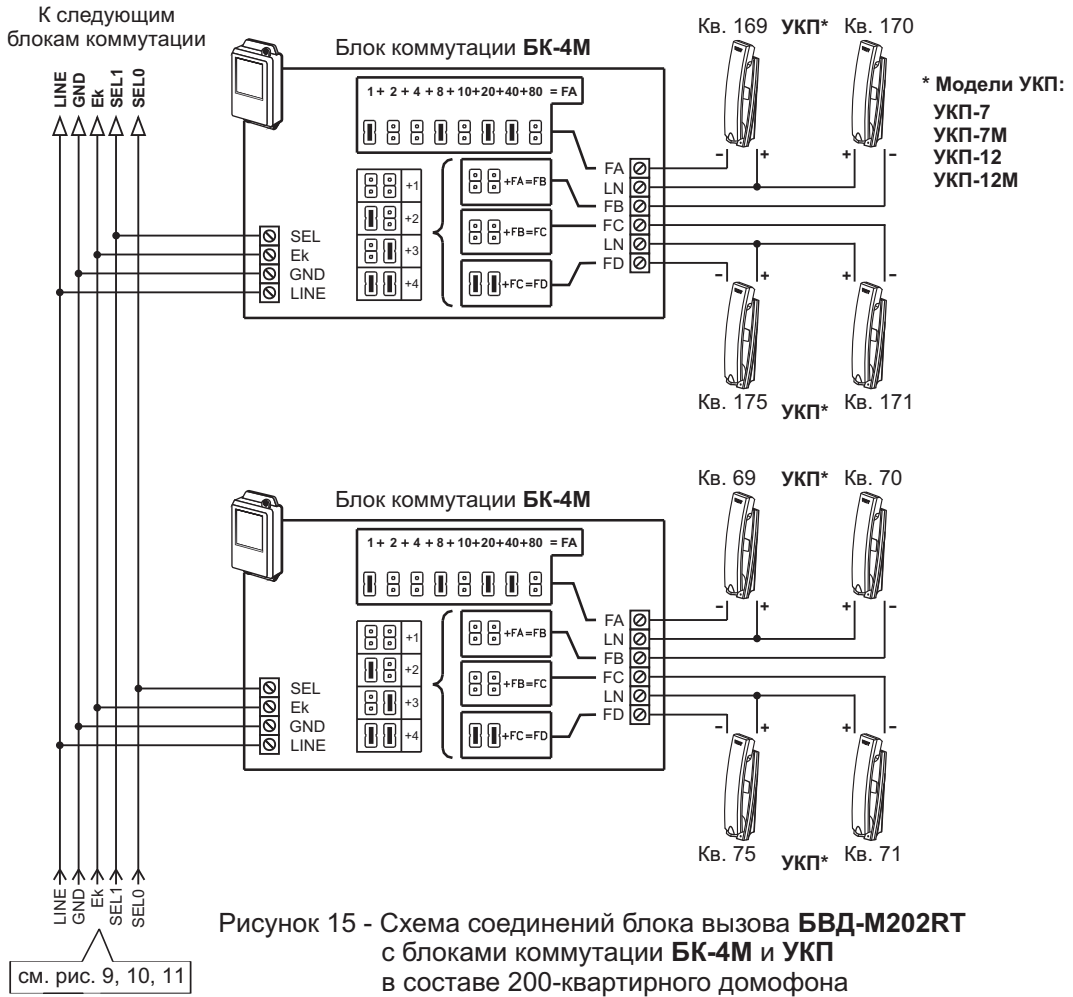 К следующим
блокам коммутации
LINE
GND
Ek
SEL1
SEL0
Блок коммутации БК-4М
1 + 2 + 4 + 8 + 10+20+40+80 = FA
+1
+2
+3
+4
+FA=FB
+FB=FC
+FC=FD
SEL
Ek
GND
LINE
FA
LN
FB
FC
LN
FD
Кв. 169 УКП* Кв. 170
- + + -
- + + -
Кв. 175 УКП* Кв. 171
* Модели УКП:
УКП-7
УКП-7М
УКП-12
УКП-12М
Блок коммутации БК-4М
1 + 2 + 4 + 8 + 10+20+40+80 = FA
+1
+2
+3
+4
+FA=FB
+FB=FC
+FC=FD
SEL
Ek
GND
LINE
FA
LN
FB
FC
LN
FD
Кв. 69 УКП* Кв. 70
- + + -
- + + -
Кв. 75 УКП* Кв. 71
LINE
GND
Ek
SEL1
SEL0
см. рис. 9, 10, 11
Рисунок 15 - Схема соединений блока вызова БВД-М202RT
с блоками коммутации БК-4М и УКП
в составе 200-квартирного домофона